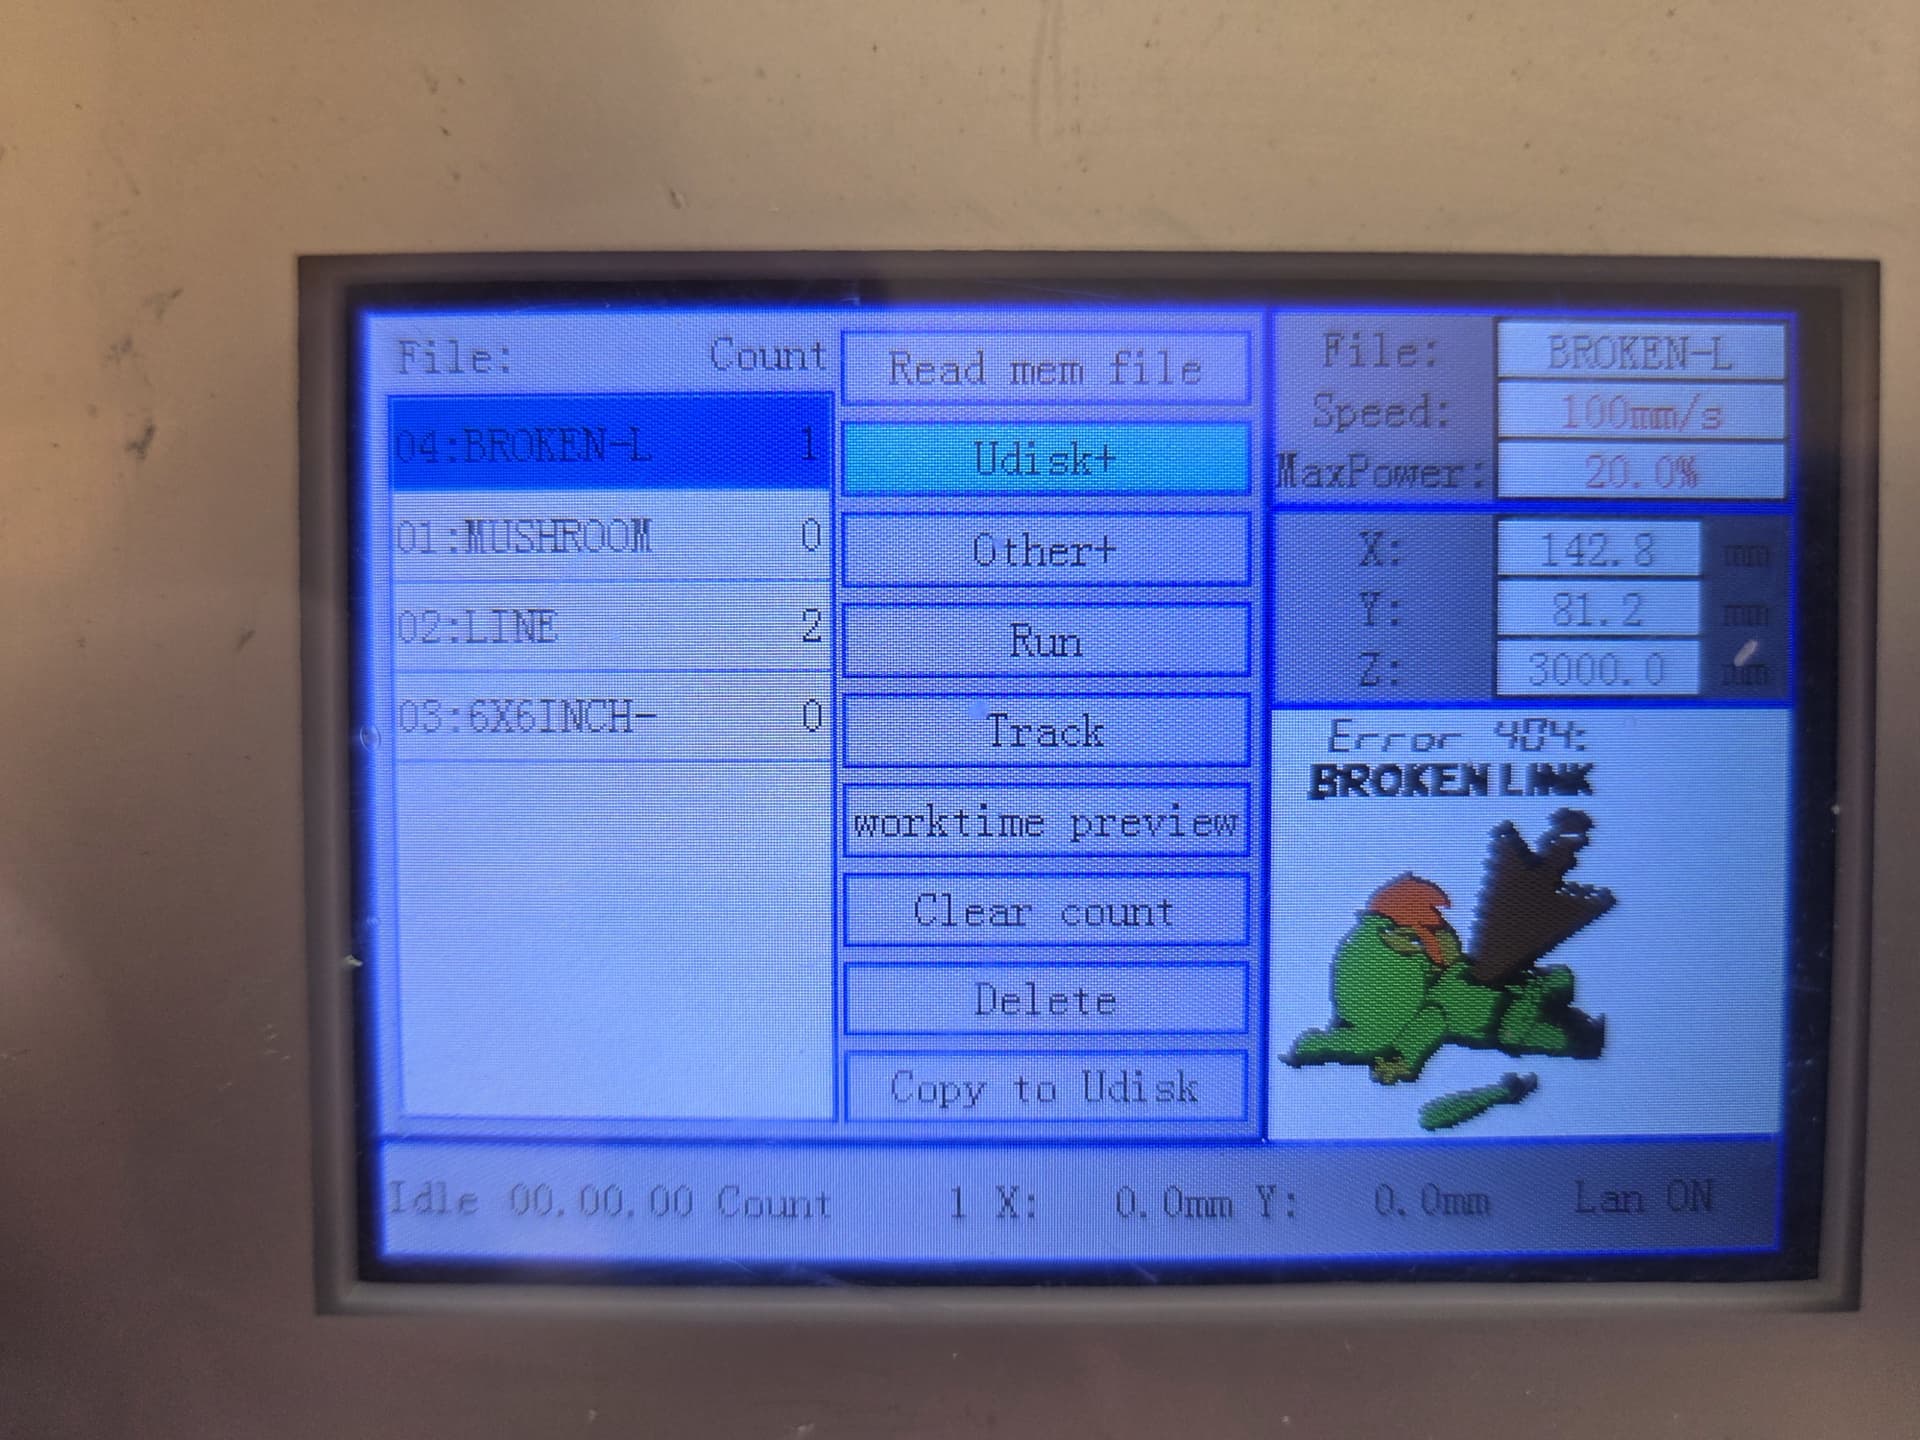 File: Count
04:BROKEN-L 1
01:MUSHROOM 0
02:LINE 2
03:6X6INCH- 0
Read mem file
Udisk+
Other+
Run
Track
worktime preview
Clear count
Delete
Copy to Udisk
File: BROKEN-L
Speed: 100mm/s
MaxPower: 20.0%
X: 142.8 mm
Y: 81.2 mm
Z: 3000.0 mm
Error 404:
BROKEN LINK
Idle 00.00.00 Count 1 X: 0.0mm Y: 0.0mm Lan ON